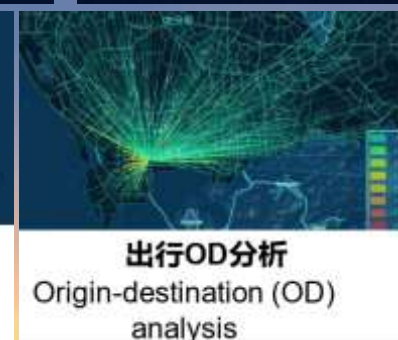 出行OD分析
Origin-destination (OD)
analysis